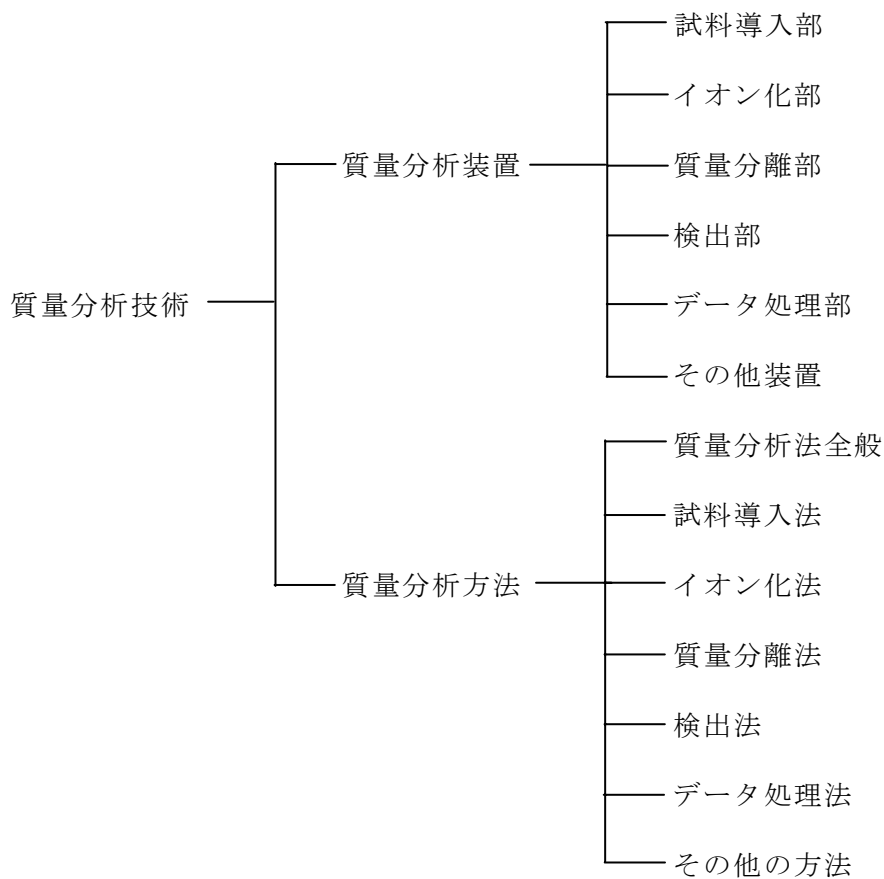 質量分析技術
質量分析装置
試料導入部
イオン化部
質量分離部
検出部
データ処理部
その他装置
質量分析方法
質量分析法全般
試料導入法
イオン化法
質量分離法
検出法
データ処理法
その他の方法